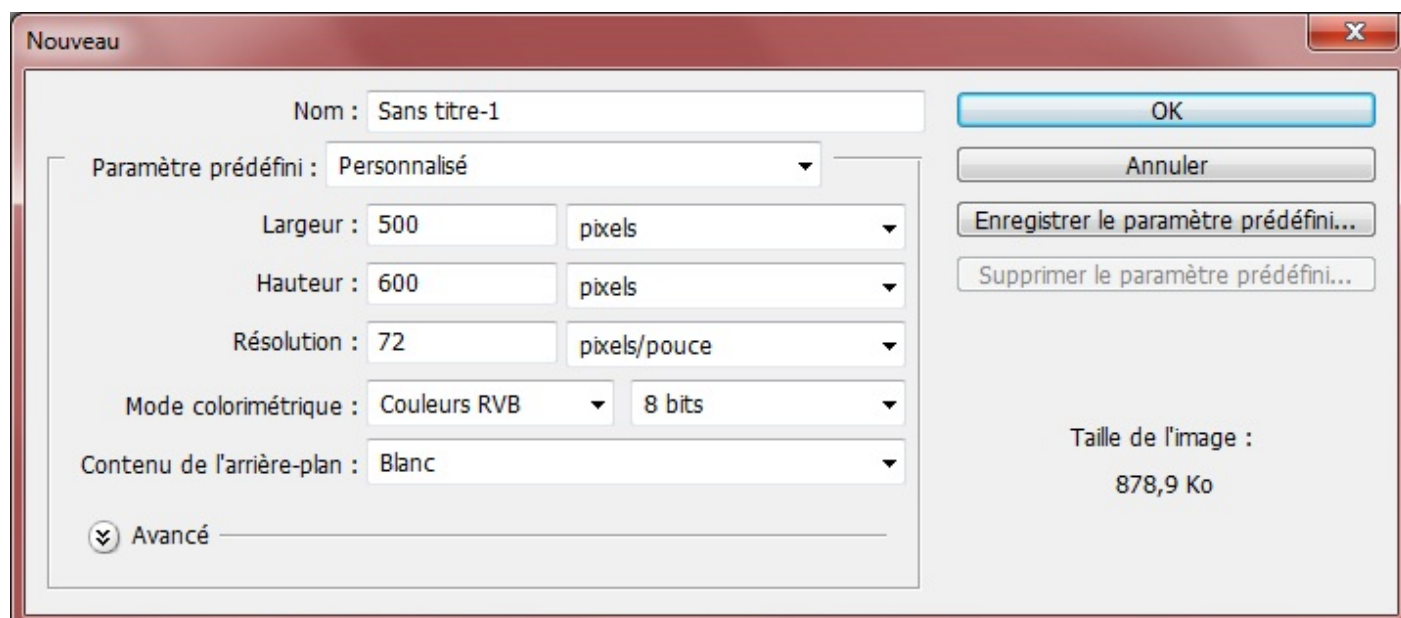 Nouveau
Nom : Sans titre-1
OK
Paramètre prédéfini : Personnalisé
Annuler
Largeur : 500 pixels
Enregistrer le paramètre prédéfini...
Hauteur : 600 pixels
Supprimer le paramètre prédéfini...
Résolution : 72 pixels/pouce
Mode colorimétrique : Couleurs RVB 8 bits
Taille de l'image :
Contenu de l'arrière-plan : Blanc
878,9 Ko
Avancé